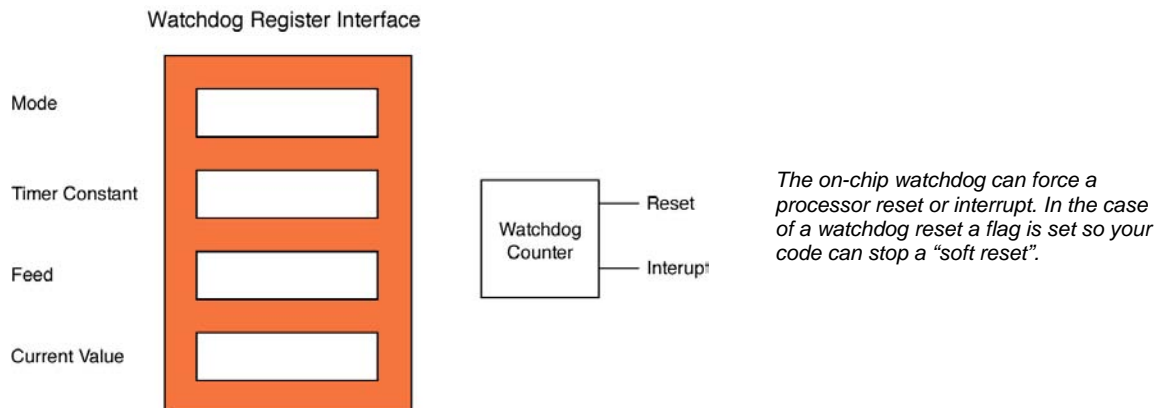 Watchdog Register Interface
Mode
Timer Constant
Feed
Current Value
Watchdog
Counter
Reset
Interupt
The on-chip watchdog can force a
processor reset or interrupt. In the case
of a watchdog reset a flag is set so your
code can stop a “soft reset”.